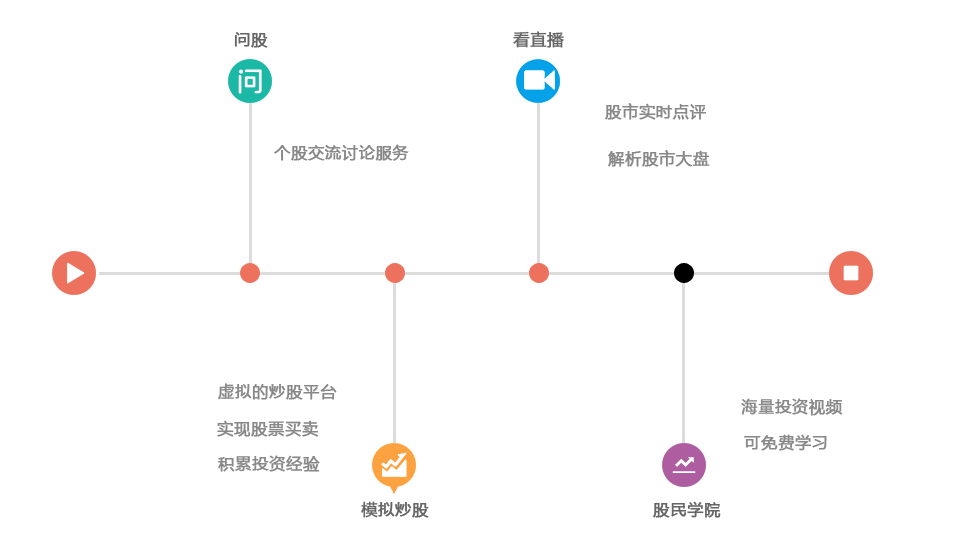 问股
问
个股交流讨论服务
看直播
股市实时点评
解析股市大盘
虚拟的炒股平台
实现股票买卖
积累投资经验
模拟炒股
海量投资视频
可免费学习
股民学院